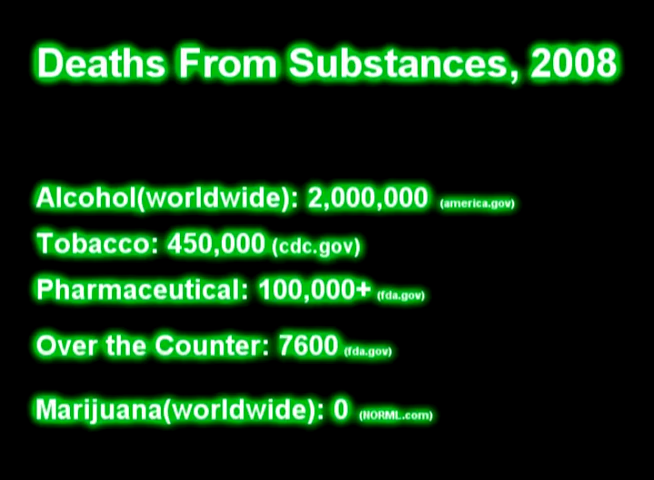 Deaths From Substances, 2008
Alcohol(worldwide): 2,000,000 (america.gov)
Tobacco: 450,000 (cdc.gov)
Pharmaceutical: 100,000+ (fda.gov)
Over the Counter: 7600 (fda.gov)
Marijuana(worldwide): 0 (NORML.com)